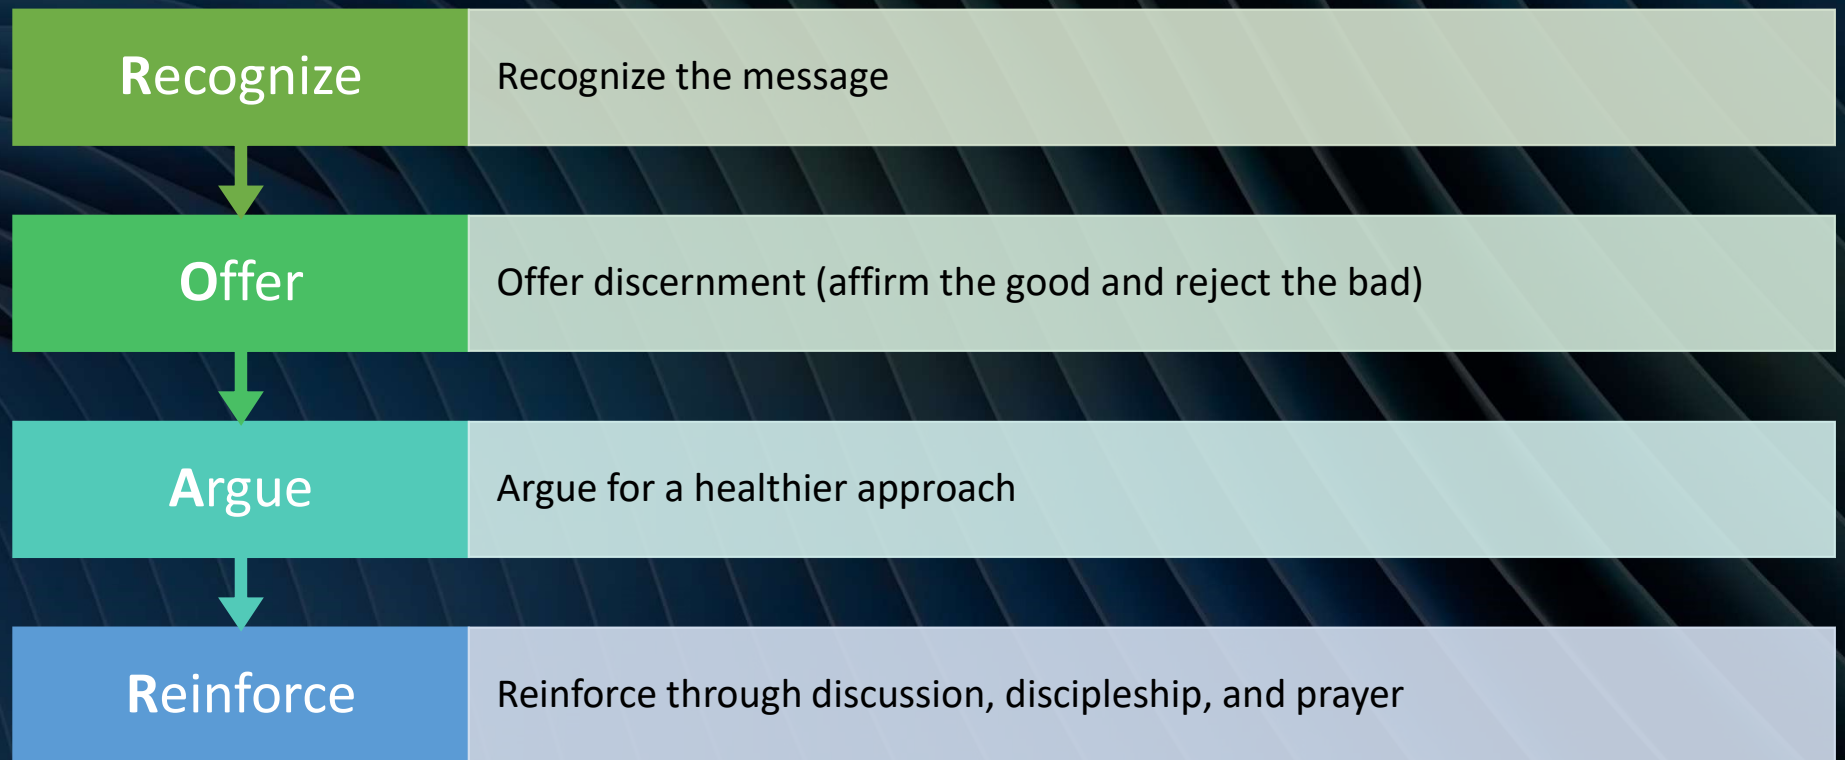 Recognize
Recognize the message
Offer
Offer discernment (affirm the good and reject the bad)
Argue
Argue for a healthier approach
Reinforce
Reinforce through discussion, discipleship, and prayer